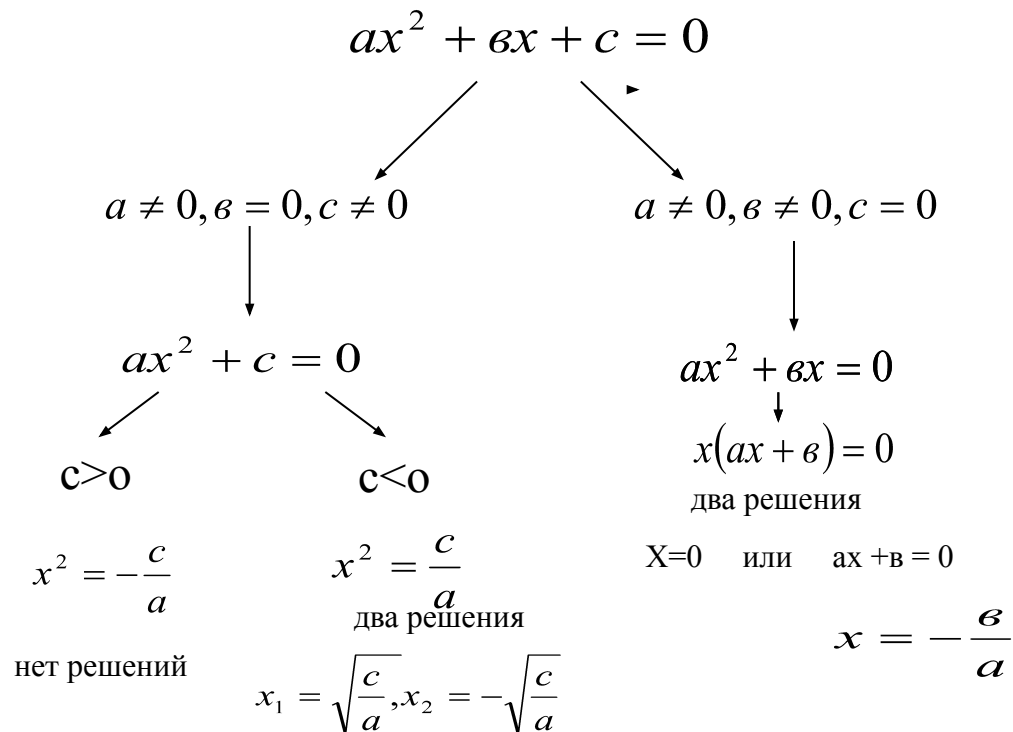 ax² + вx + c = 0
a ≠ 0, в = 0, c ≠ 0
a ≠ 0, в ≠ 0, c = 0
ax² + c = 0
ax² + вx = 0
c>o
c<o
x(ax + в) = 0
два решения
x² = −c/a
x² = c/a
X=0 или ax +в = 0
два решения
x = −в/a
нет решений
x₁ = √(c/a), x₂ = −√(c/a)